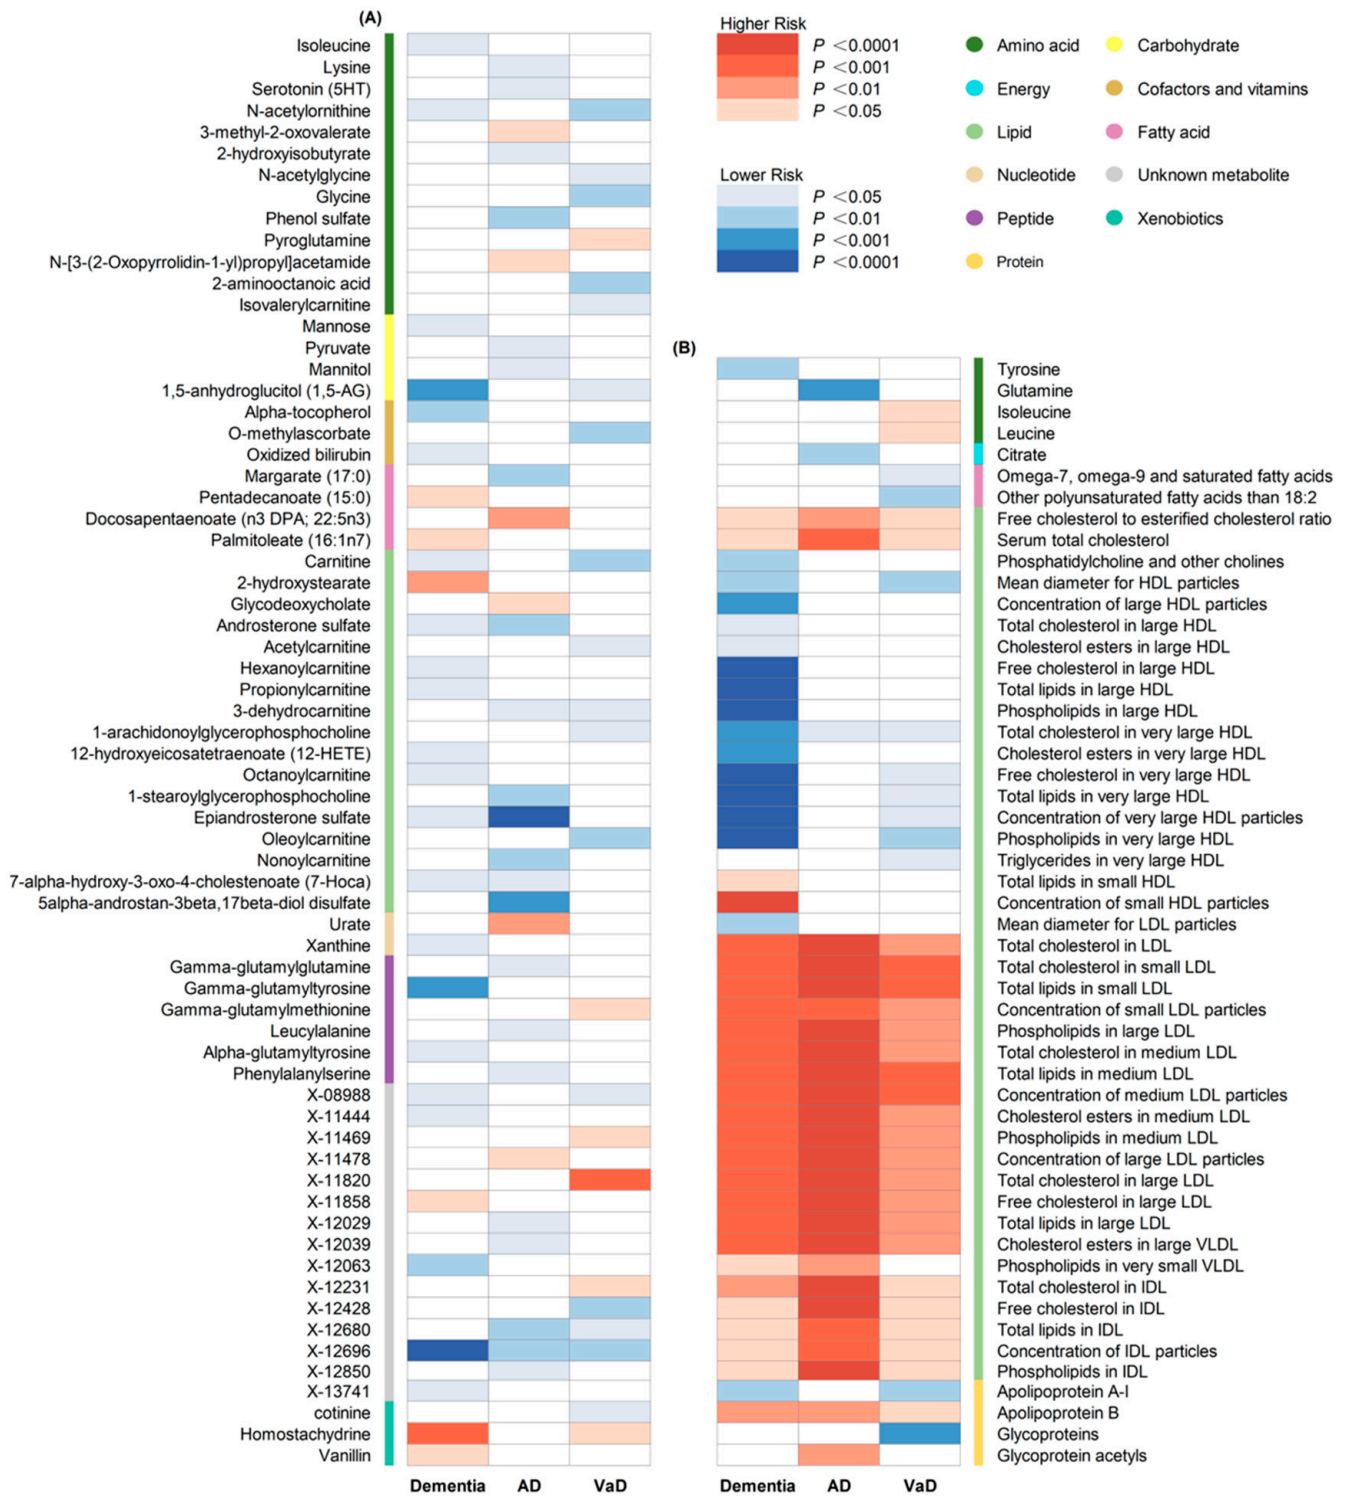 (A)
Isoleucine
Lysine
Serotonin (5HT)
N-acetylornithine
3-methyl-2-oxovalerate
2-hydroxyisobutyrate
N-acetylglycine
Glycine
Phenol sulfate
Pyroglutamine
N-[3-(2-Oxopyrrolidin-1-yl)propyl]acetamide
2-aminooctanoic acid
Isovalerylcarnitine
Mannose
Pyruvate
Mannitol
1,5-anhydroglucitol (1,5-AG)
Alpha-tocopherol
O-methylascorbate
Oxidized bilirubin
Margarate (17:0)
Pentadecanoate (15:0)
Docosapentaenoate (n3 DPA; 22:5n3)
Palmitoleate (16:1n7)
Carnitine
2-hydroxystearate
Glycodeoxycholate
Androsterone sulfate
Acetylcarnitine
Hexanoylcarnitine
Propionylcarnitine
3-dehydrocarnitine
1-arachidonoylglycerophosphocholine
12-hydroxyeicosatetraenoate (12-HETE)
Octanoylcarnitine
1-stearoylglycerophosphocholine
Epiandrosterone sulfate
Oleoylcarnitine
Nonoylcarnitine
7-alpha-hydroxy-3-oxo-4-cholestenoate (7-Hoca)
5alpha-androstan-3beta,17beta-diol disulfate
Urate
Xanthine
Gamma-glutamylglutamine
Gamma-glutamyltyrosine
Gamma-glutamylmethionine
Leucylalanine
Alpha-glutamyltyrosine
Phenylalanylserine
X-08988
X-11444
X-11469
X-11478
X-11820
X-11858
X-12029
X-12039
X-12063
X-12231
X-12428
X-12680
X-12696
X-12850
X-13741
cotinine
Homostachydrine
Vanillin
Dementia AD VaD
Higher Risk
P <0.0001
P <0.001
P <0.01
P <0.05
Lower Risk
P <0.05
P <0.01
P <0.001
P <0.0001
Amino acid
Carbohydrate
Energy
Cofactors and vitamins
Lipid
Fatty acid
Nucleotide
Unknown metabolite
Peptide
Xenobiotics
Protein
(B)
Tyrosine
Glutamine
Isoleucine
Leucine
Citrate
Omega-7, omega-9 and saturated fatty acids
Other polyunsaturated fatty acids than 18:2
Free cholesterol to esterified cholesterol ratio
Serum total cholesterol
Phosphatidylcholine and other cholines
Mean diameter for HDL particles
Concentration of large HDL particles
Total cholesterol in large HDL
Cholesterol esters in large HDL
Free cholesterol in large HDL
Total lipids in large HDL
Phospholipids in large HDL
Total cholesterol in very large HDL
Cholesterol esters in very large HDL
Free cholesterol in very large HDL
Total lipids in very large HDL
Concentration of very large HDL particles
Phospholipids in very large HDL
Triglycerides in very large HDL
Total lipids in small HDL
Concentration of small HDL particles
Mean diameter for LDL particles
Total cholesterol in LDL
Total cholesterol in small LDL
Total lipids in small LDL
Concentration of small LDL particles
Phospholipids in large LDL
Total cholesterol in medium LDL
Total lipids in medium LDL
Concentration of medium LDL particles
Cholesterol esters in medium LDL
Phospholipids in medium LDL
Concentration of large LDL particles
Total cholesterol in large LDL
Free cholesterol in large LDL
Total lipids in large LDL
Cholesterol esters in large VLDL
Phospholipids in very small VLDL
Total cholesterol in IDL
Free cholesterol in IDL
Total lipids in IDL
Concentration of IDL particles
Phospholipids in IDL
Apolipoprotein A-I
Apolipoprotein B
Glycoproteins
Glycoprotein acetyls
Dementia AD VaD